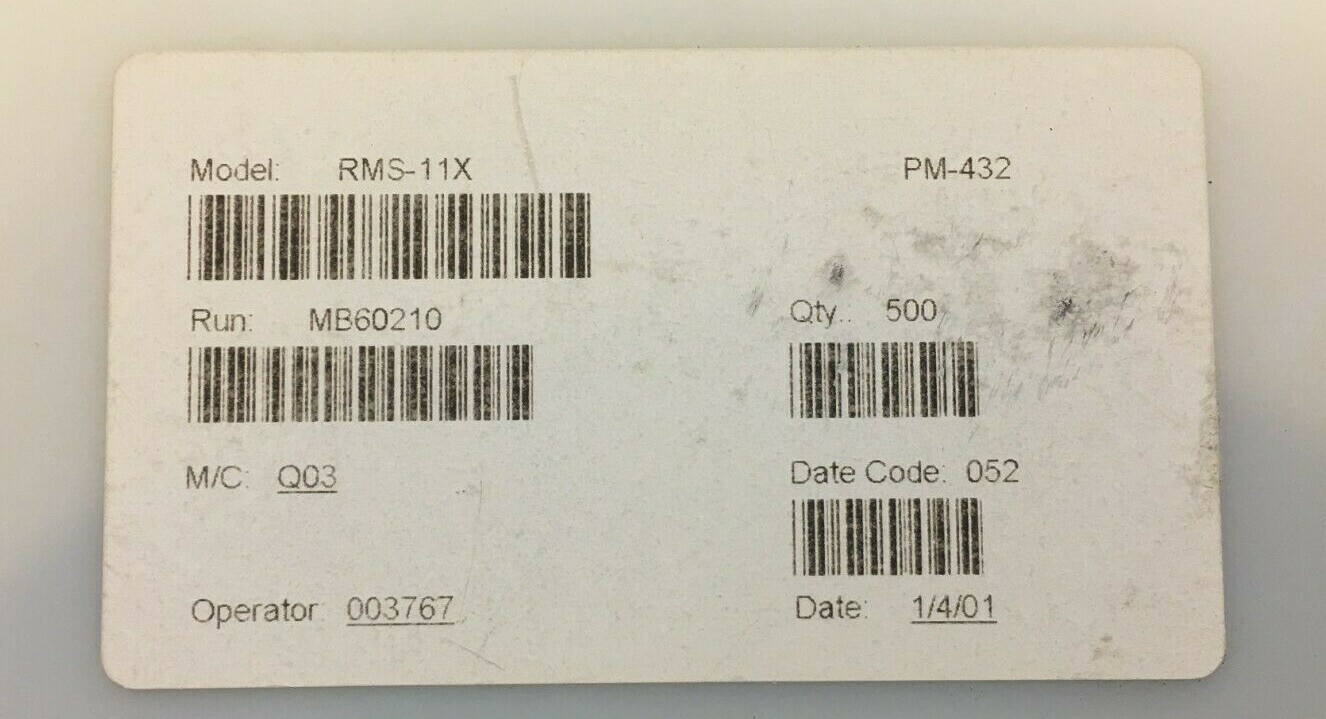 Model: RMS-11X PM-432
Run: MB60210 Qty.: 500
M/C: Q03 Date Code: 052
Operator: 003767 Date: 1/4/01